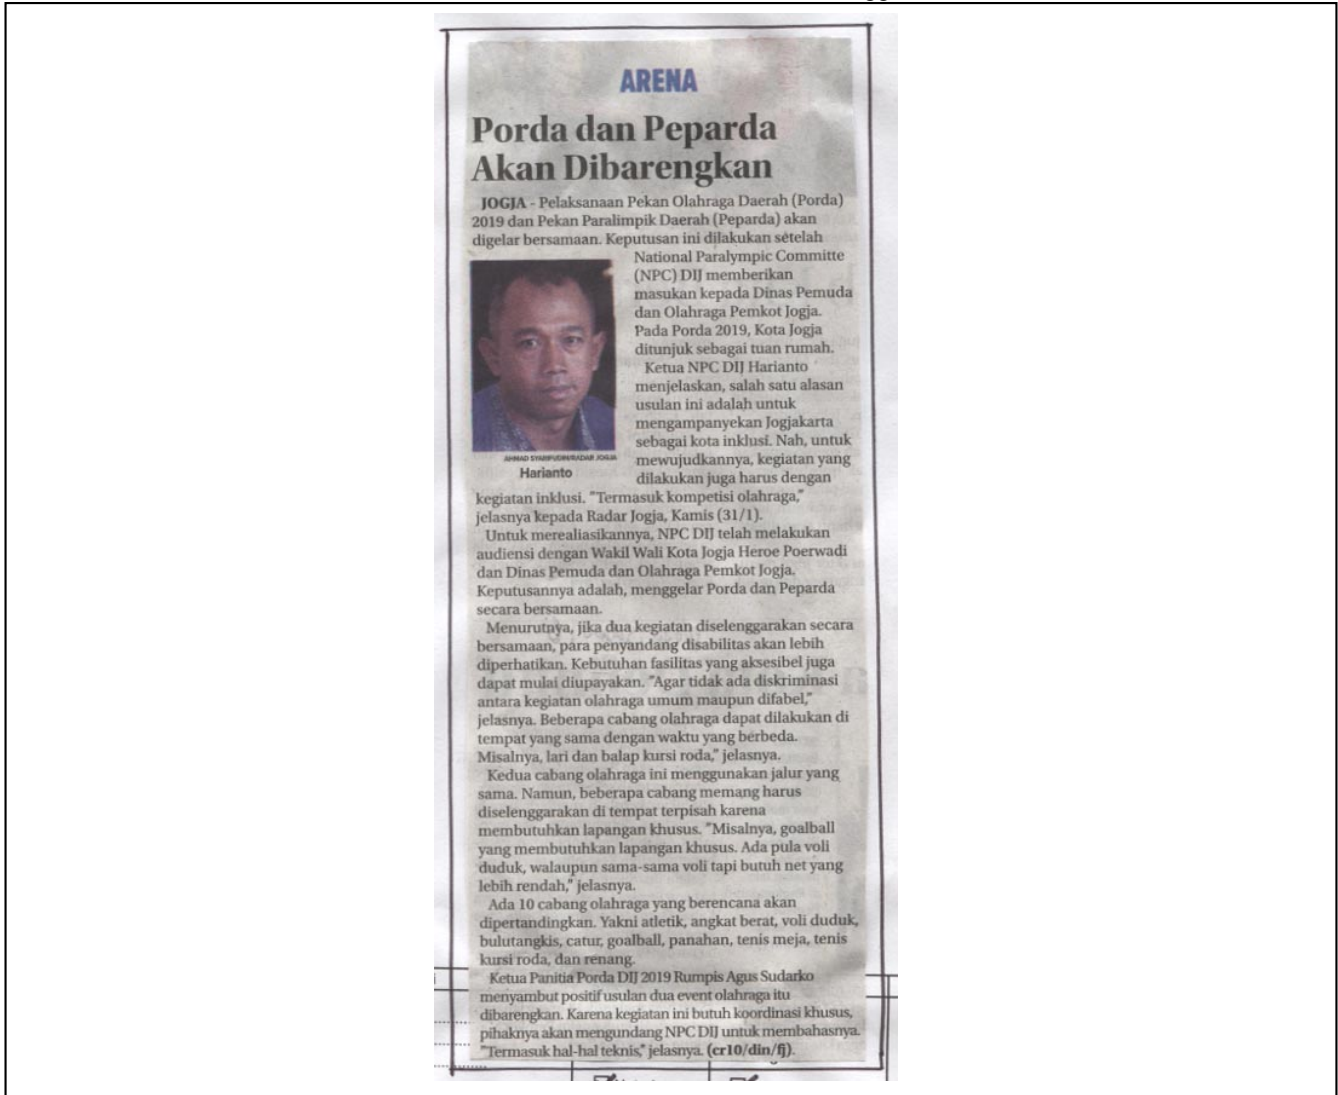 ARENA
Porda dan Peparda
Akan Dibarengkan
JOGJA - Pelaksanaan Pekan Olahraga Daerah (Porda)
2019 dan Pekan Paralimpik Daerah (Peparda) akan
digelar bersamaan. Keputusan ini dilakukan setelah
National Paralympic Committe
(NPC) DIJ memberikan
masukan kepada Dinas Pemuda
dan Olahraga Pemkot Jogja.
Pada Porda 2019, Kota Jogja
ditunjuk sebagai tuan rumah.
Ketua NPC DIJ Harianto
menjelaskan, salah satu alasan
usulan ini adalah untuk
mengampanyekan Jogjakarta
sebagai kota inklusi. Nah, untuk
mewujudkannya, kegiatan yang
dilakukan juga harus dengan
AHMAD SYARIFUDIN/RADAR JOGJA
Harianto
kegiatan inklusi. "Termasuk kompetisi olahraga,"
jelasnya kepada Radar Jogja, Kamis (31/1).
Untuk merealiasikannya, NPC DIJ telah melakukan
audiensi dengan Wakil Wali Kota Jogja Heroe Poerwadi
dan Dinas Pemuda dan Olahraga Pemkot Jogja.
Keputusannya adalah, menggelar Porda dan Peparda
secara bersamaan.
Menurutnya, jika dua kegiatan diselenggarakan secara
bersamaan, para penyandang disabilitas akan lebih
diperhatikan. Kebutuhan fasilitas yang aksesibel juga
dapat mulai diupayakan. "Agar tidak ada diskriminasi
antara kegiatan olahraga umum maupun difabel,"
jelasnya. Beberapa cabang olahraga dapat dilakukan di
tempat yang sama dengan waktu yang berbeda.
Misalnya, lari dan balap kursi roda," jelasnya.
Kedua cabang olahraga ini menggunakan jalur yang
sama. Namun, beberapa cabang memang harus
diselenggarakan di tempat terpisah karena
membutuhkan lapangan khusus. "Misalnya, goalball
yang membutuhkan lapangan khusus. Ada pula voli
duduk, walaupun sama-sama voli tapi butuh net yang
lebih rendah," jelasnya.
Ada 10 cabang olahraga yang berencana akan
dipertandingkan. Yakni atletik, angkat berat, voli duduk,
bulutangkis, catur, goalball, panahan, tenis meja, tenis
kursi roda, dan renang.
Ketua Panitia Porda DIJ 2019 Rumpis Agus Sudarko
menyambut positif usulan dua event olahraga itu
dibarengkan. Karena kegiatan ini butuh koordinasi khusus,
pihaknya akan mengundang NPC DIJ untuk membahasnya.
"Termasuk hal-hal teknis," jelasnya. (cr10/din/fj).